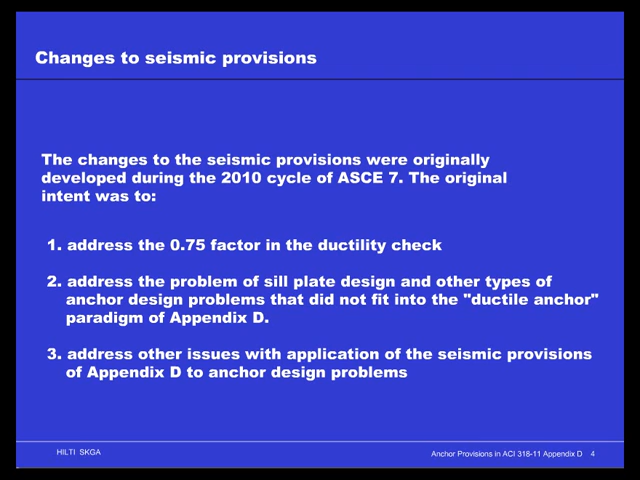 Changes to seismic provisions
The changes to the seismic provisions were originally
developed during the 2010 cycle of ASCE 7. The original
intent was to:
1. address the 0.75 factor in the ductility check
2. address the problem of sill plate design and other types of
anchor design problems that did not fit into the "ductile anchor"
paradigm of Appendix D.
3. address other issues with application of the seismic provisions
of Appendix D to anchor design problems
HILTI SKGA
Anchor Provisions in ACI 318-11 Appendix D 4